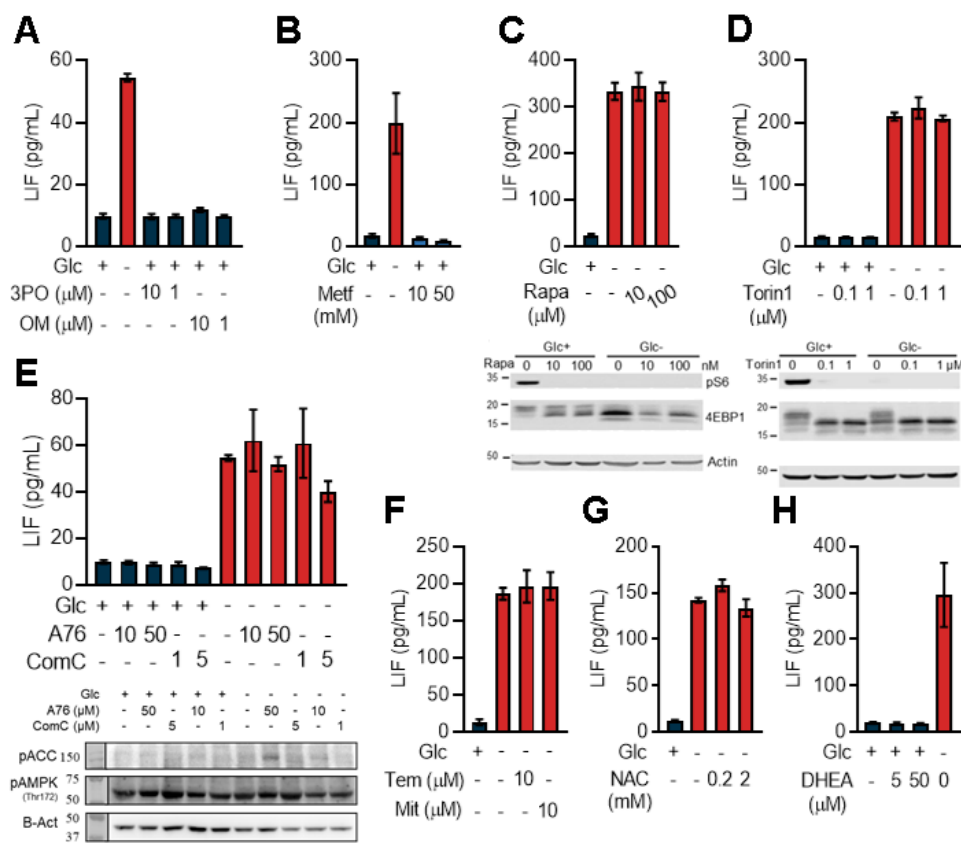 A
LIF (pg/mL)
60
40
20
0
Glc + - + + + +
3PO (μM) - - 10 1 - -
OM (μM) - - - - 10 1
B
LIF (pg/mL)
300
200
100
0
Glc + - + +
Metf - - 10 50
(mM)
C
LIF (pg/mL)
400
300
200
100
0
Glc
+ - - -
Rapa - - 10 100
(μM)
Glc+ Glc-
Rapa 0 10 100 0 10 100 nM
35
pS6
20
4EBP1
15
50
Actin
D
LIF (pg/mL)
300
200
100
0
Glc + + + - - -
Torin1 - 0.1 1 - 0.1 1
(μM)
Glc+ Glc-
Torin1 0 0.1 1 0 0.1 1 μM
35
20
15
50
E
LIF (pg/mL)
80
60
40
20
0
Glc + + + + + - - - - -
A76 - 10 50 - - - 10 50 - -
ComC - - - 1 5 - - - 1 5
Glc + + + + + - - - - -
A76 (μM) - 50 - 10 - - 50 - 10 -
ComC(μM) - - 5 - 1 - - 5 - 1
pACC 150
pAMPK 75
(Thr172) 50
B-Act 50
37
F
LIF (pg/mL)
250
200
150
100
50
0
Glc
+ - - -
Tem (μM) - - 10 -
Mit (μM) - - - 10
G
LIF (pg/mL)
200
150
100
50
0
Glc
+ - - -
NAC - - 0.2 2
(mM)
H
LIF (pg/mL)
400
300
200
100
0
Glc + + + -
DHEA - 5 50 0
(μM)